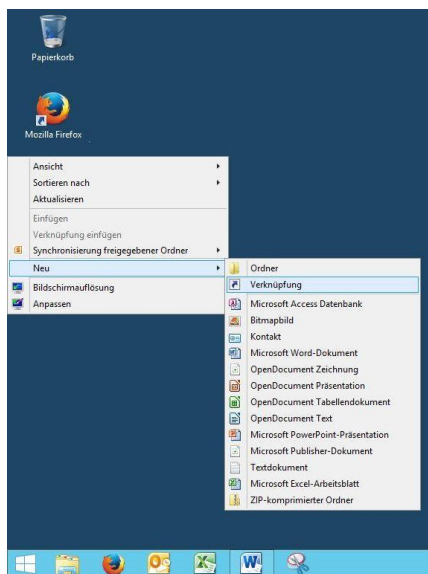 Papierkorb
Mozilla Firefox
Ansicht
Sortieren nach
Aktualisieren
Einfügen
Verknüpfung einfügen
Synchronisierung freigegebener Ordner
Neu
Bildschirmauflösung
Anpassen
Ordner
Verknüpfung
Microsoft Access Datenbank
Bitmapbild
Kontakt
Microsoft Word-Dokument
OpenDocument Zeichnung
OpenDocument Präsentation
OpenDocument Tabellendokument
OpenDocument Text
Microsoft PowerPoint-Präsentation
Microsoft Publisher-Dokument
Textdokument
Microsoft Excel-Arbeitsblatt
ZIP-komprimierter Ordner